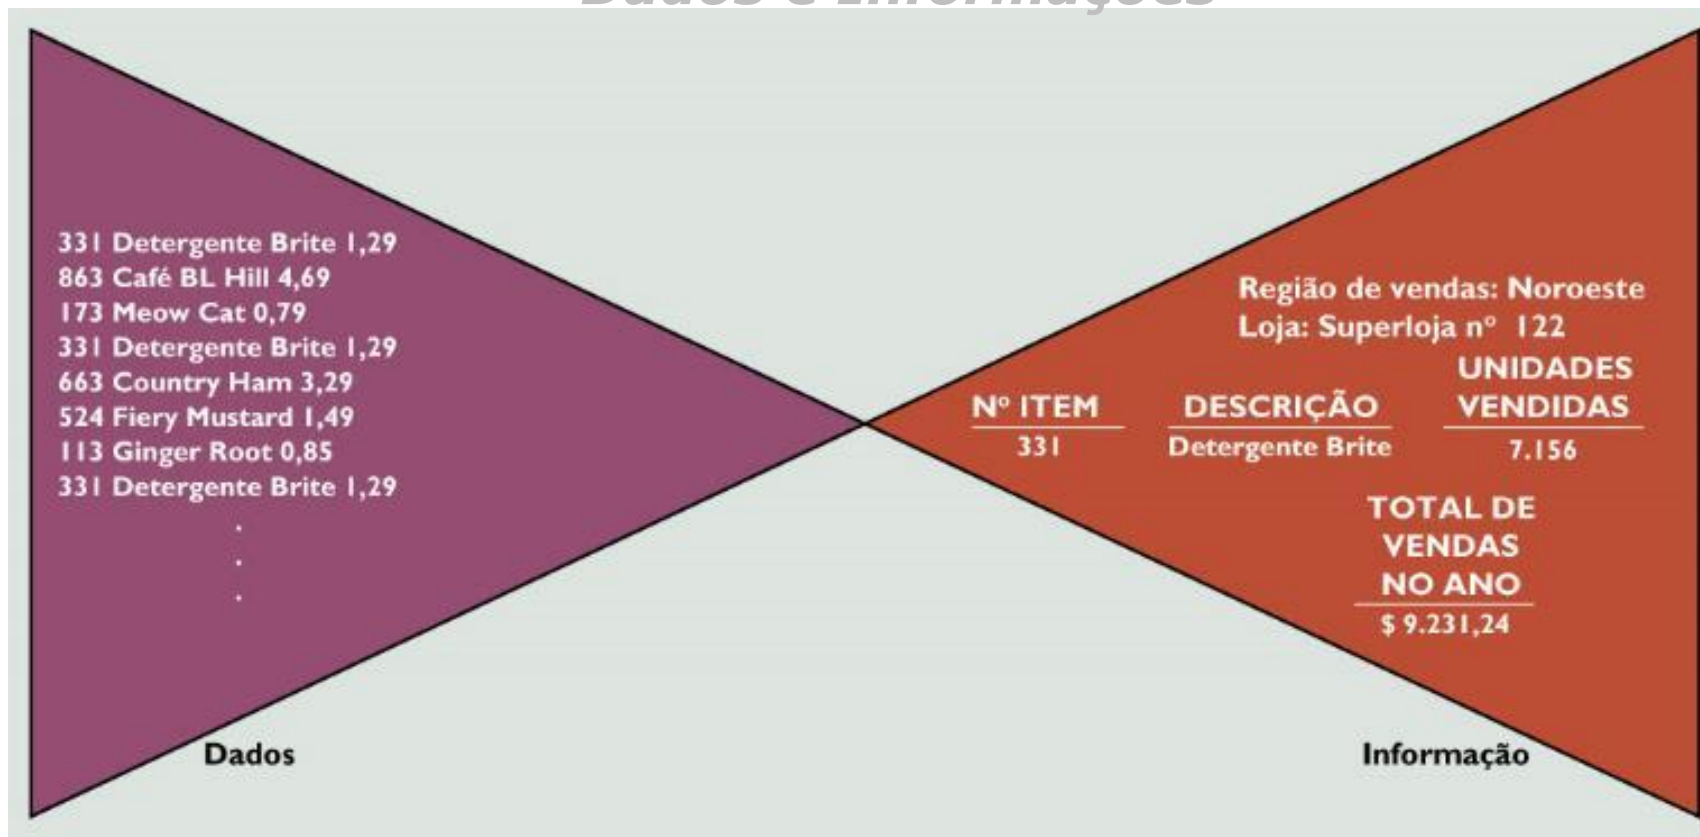 Dados e Informações
331 Detergente Brite 1,29
863 Café BL Hill 4,69
173 Meow Cat 0,79
331 Detergente Brite 1,29
663 Country Ham 3,29
524 Fiery Mustard 1,49
113 Ginger Root 0,85
331 Detergente Brite 1,29
.
.
.
Dados
Região de vendas: Noroeste
Loja: Superloja nº 122
Nº ITEM DESCRIÇÃO UNIDADES VENDIDAS
331 Detergente Brite 7.156
TOTAL DE
VENDAS
NO ANO
$ 9.231,24
Informação